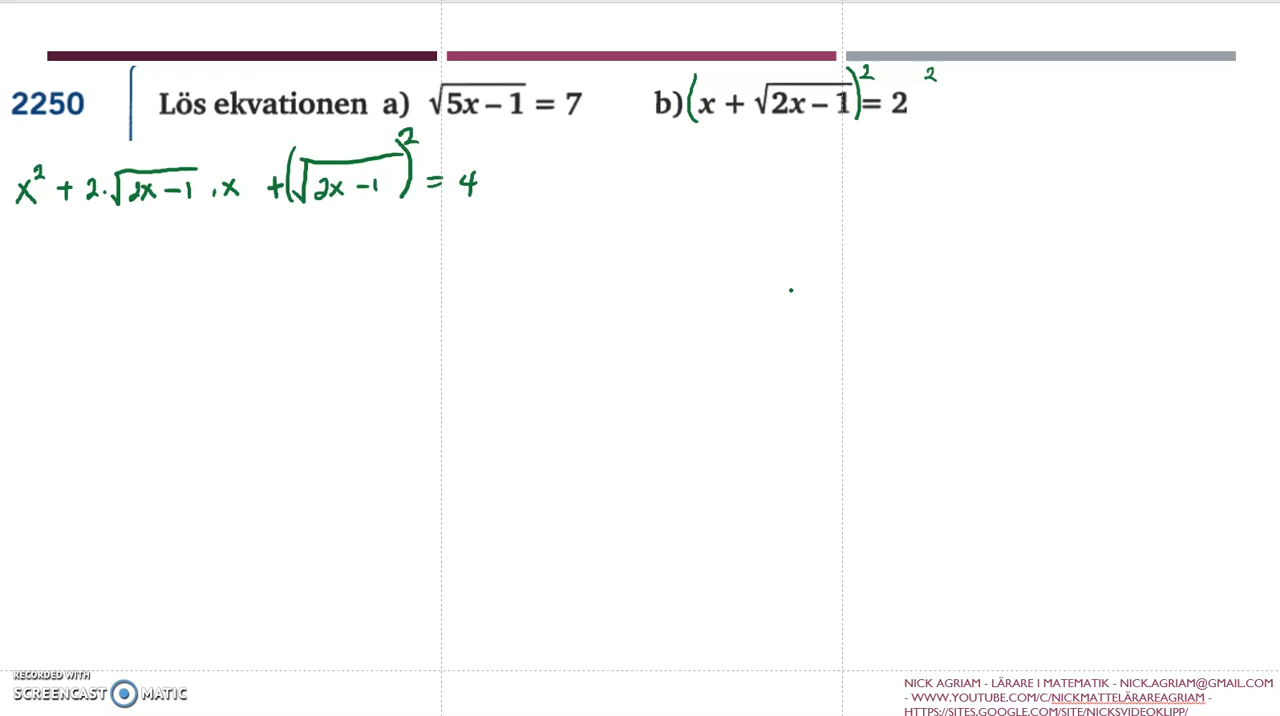 2250 Lös ekvationen a) √5x – 1 = 7 b) (x + √2x – 1)² = 2 ²
x² + 2·√2x – 1 · x + (√2x – 1)² = 4
RECORDED WITH
SCREENCAST MATIC
NICK AGRIAM - LÄRARE I MATEMATIK - NICK.AGRIAM@GMAIL.COM
- WWW.YOUTUBE.COM/C/NICKMATTELÄRAREAGRIAM -
HTTPS://SITES.GOOGLE.COM/SITE/NICKSVIDEOKLIPP/